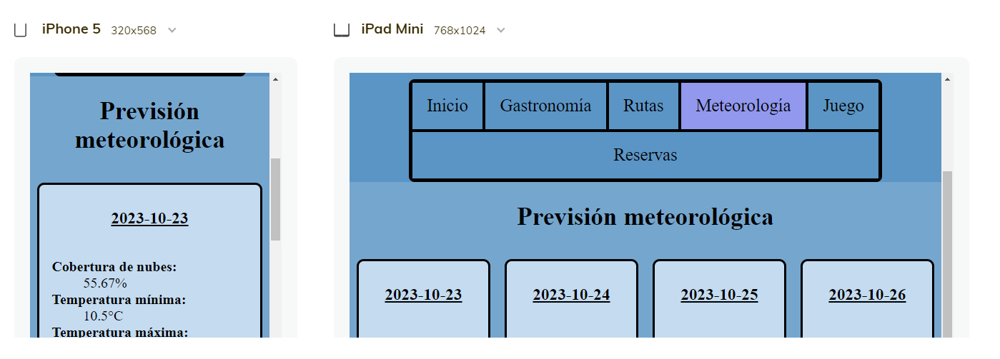 iPhone 5 320x568
Previsión
meteorológica
2023-10-23
Cobertura de nubes:
55.67%
Temperatura mínima:
10.5°C
Temperatura máxima:
iPad Mini 768x1024
Inicio Gastronomía Rutas Meteorología Juego
Reservas
Previsión meteorológica
2023-10-23 2023-10-24 2023-10-25 2023-10-26